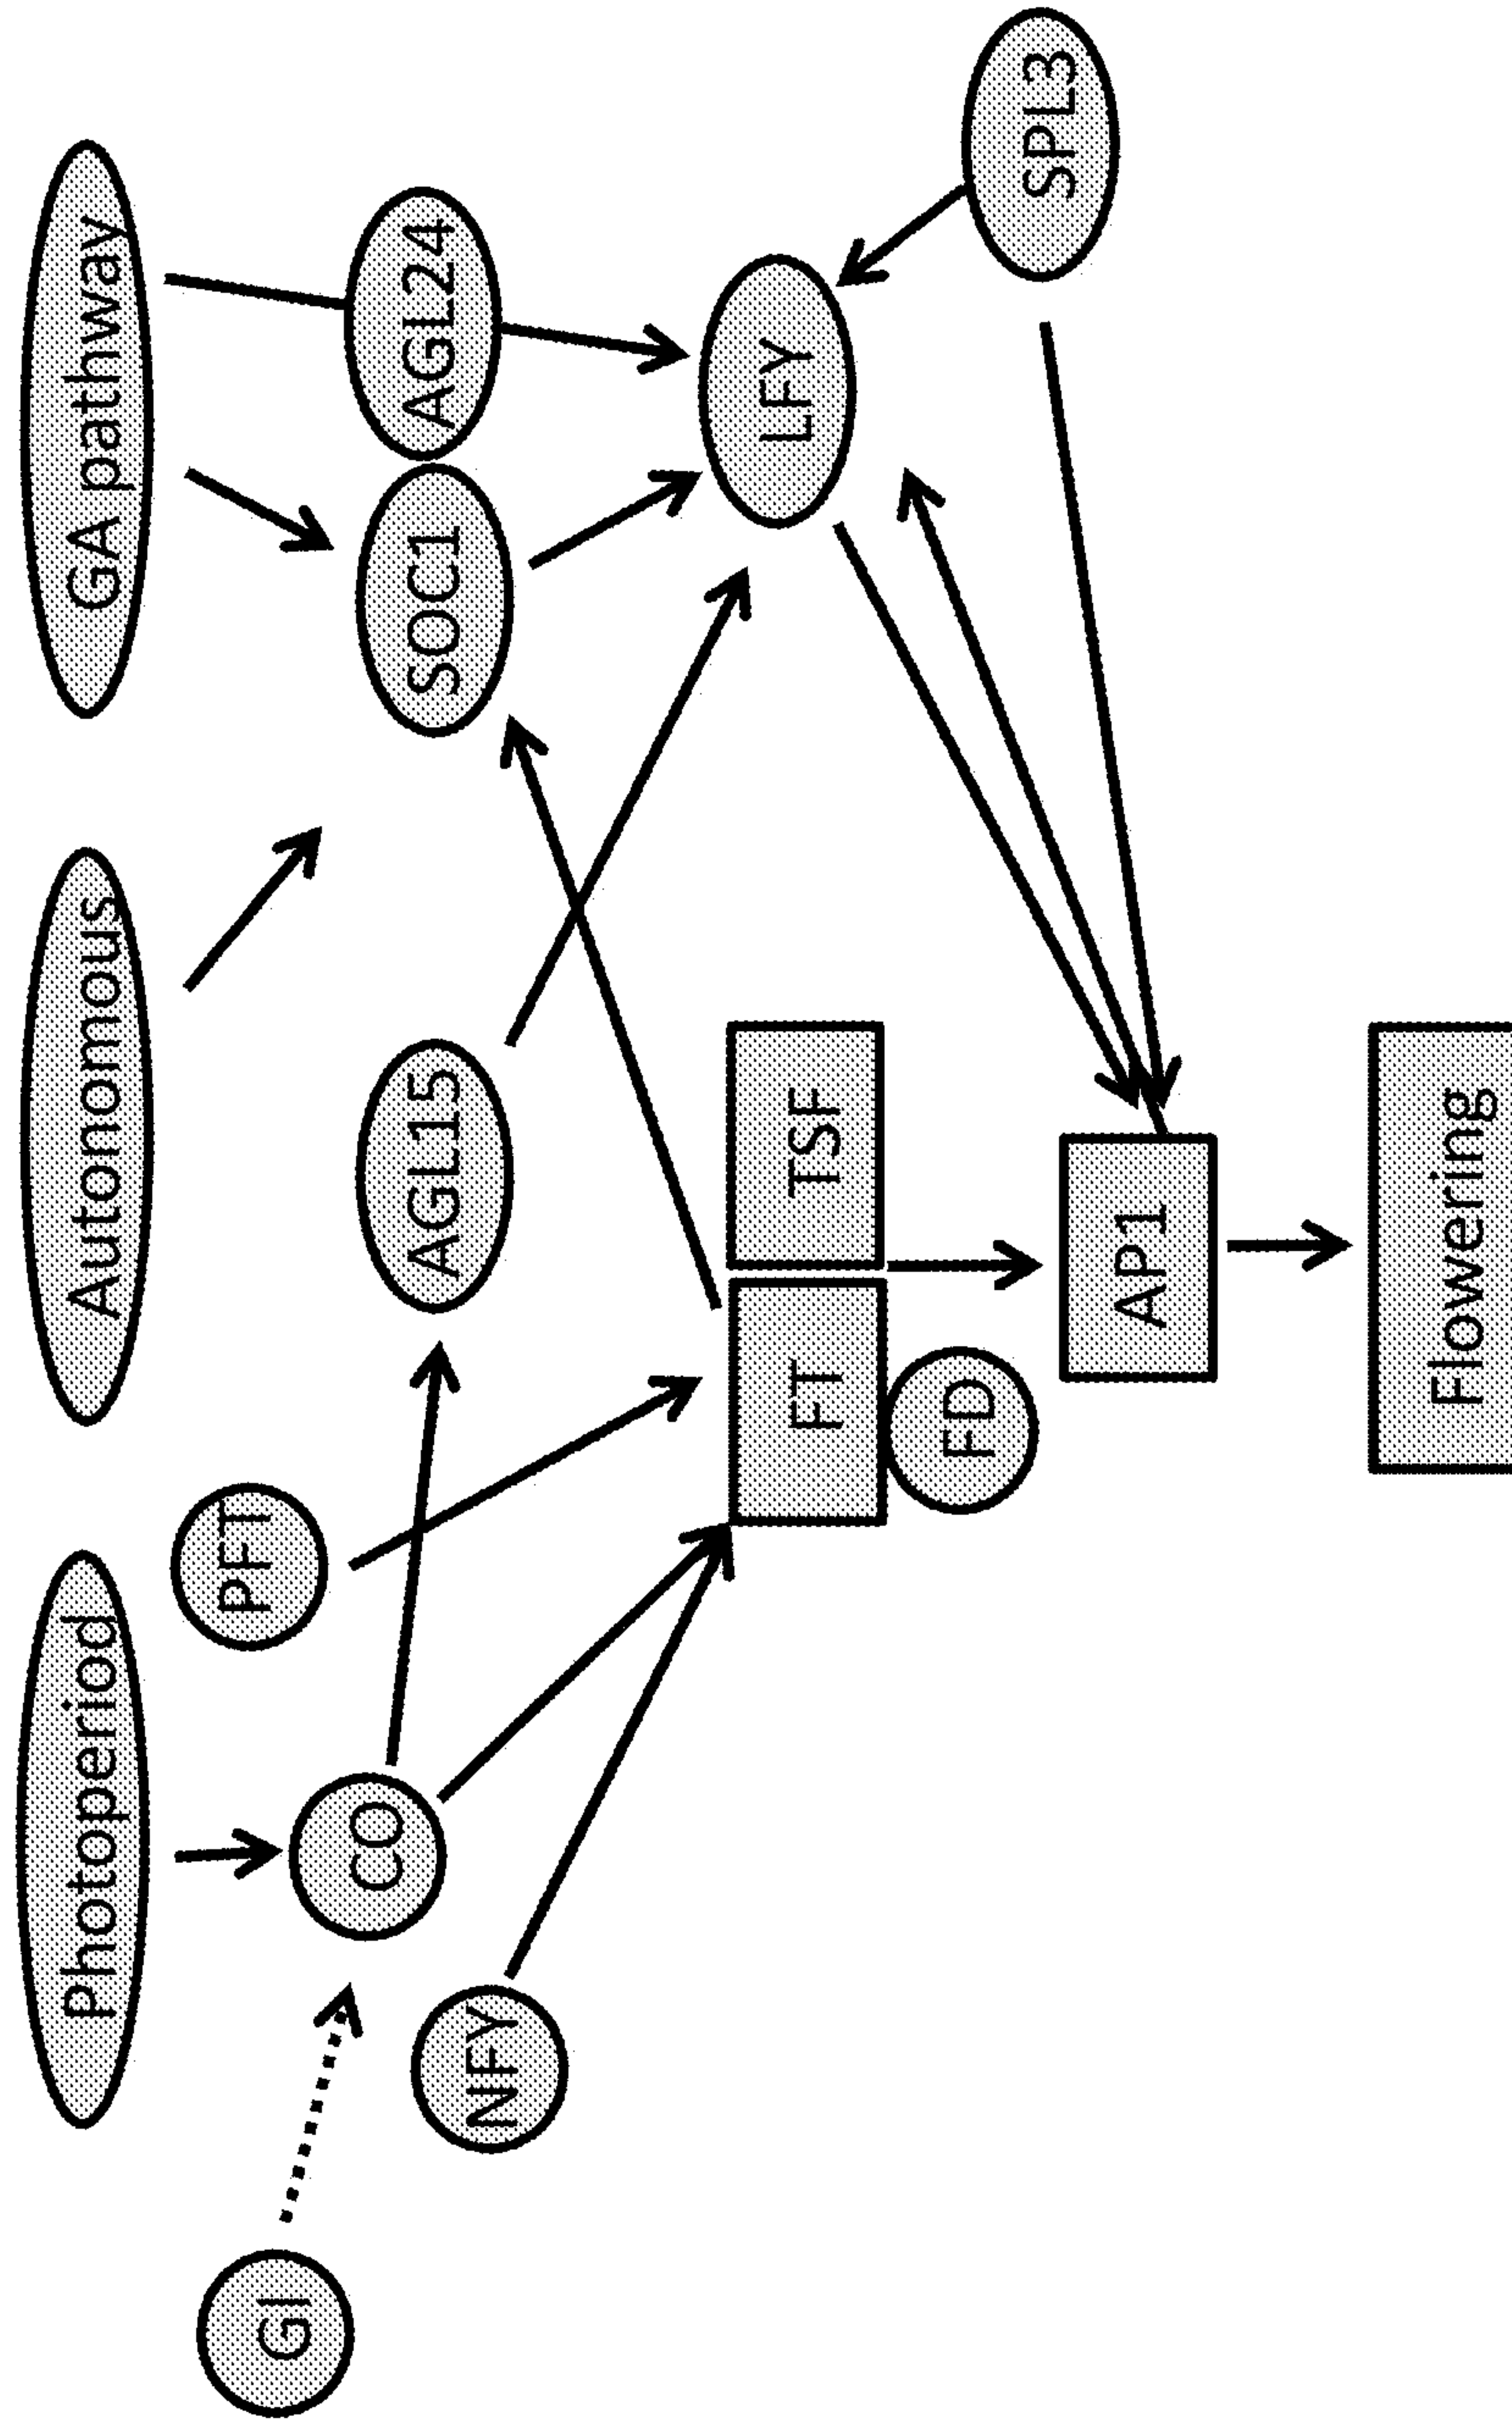 Photoperiod
Autonomous
GA pathway
GI
CO
PFT
NFY
AGL15
SOC1
AGL24
FT
TSF
LFY
FD
SPL3
AP1
Flowering